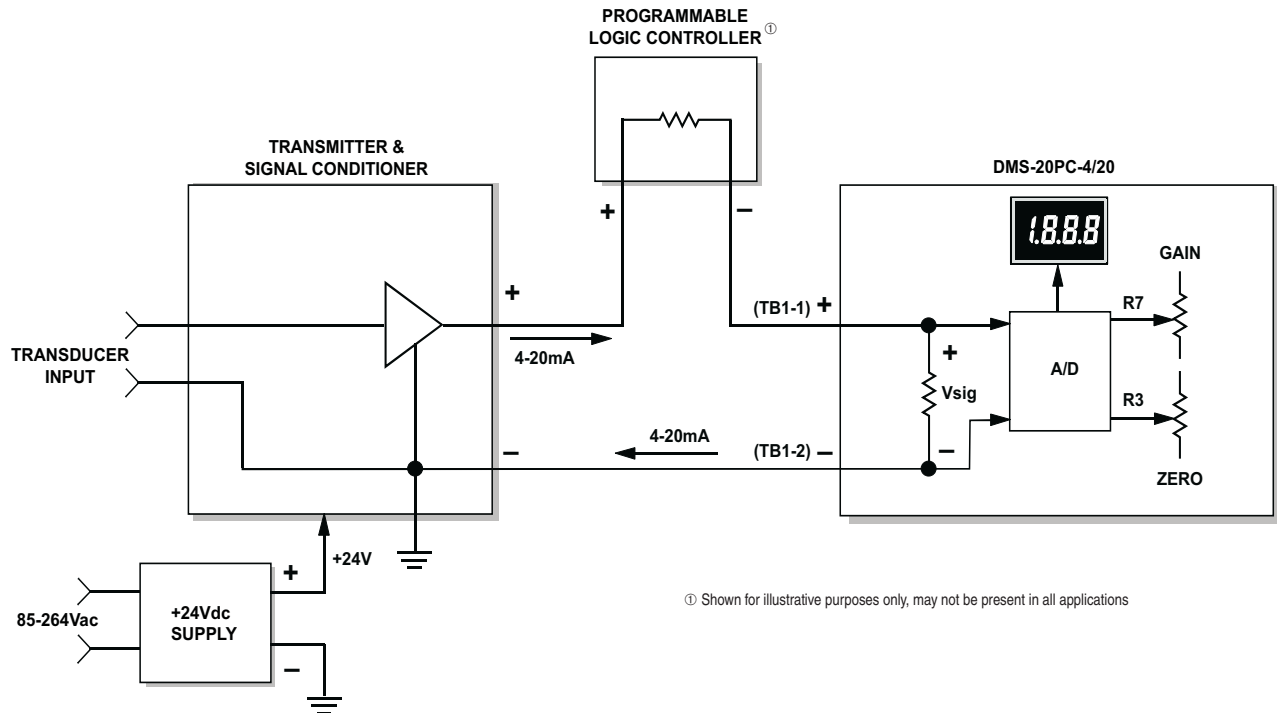 PROGRAMMABLE
LOGIC CONTROLLER ①
TRANSMITTER &
SIGNAL CONDITIONER
DMS-20PC-4/20
+
−
1.8.8.8
GAIN
+
(TB1-1) +
R7
TRANSDUCER
INPUT
4-20mA
+
Vsig
A/D
R3
4-20mA
−
(TB1-2) −
−
ZERO
+24V
+
85-264Vac
+24Vdc
SUPPLY
−
① Shown for illustrative purposes only, may not be present in all applications